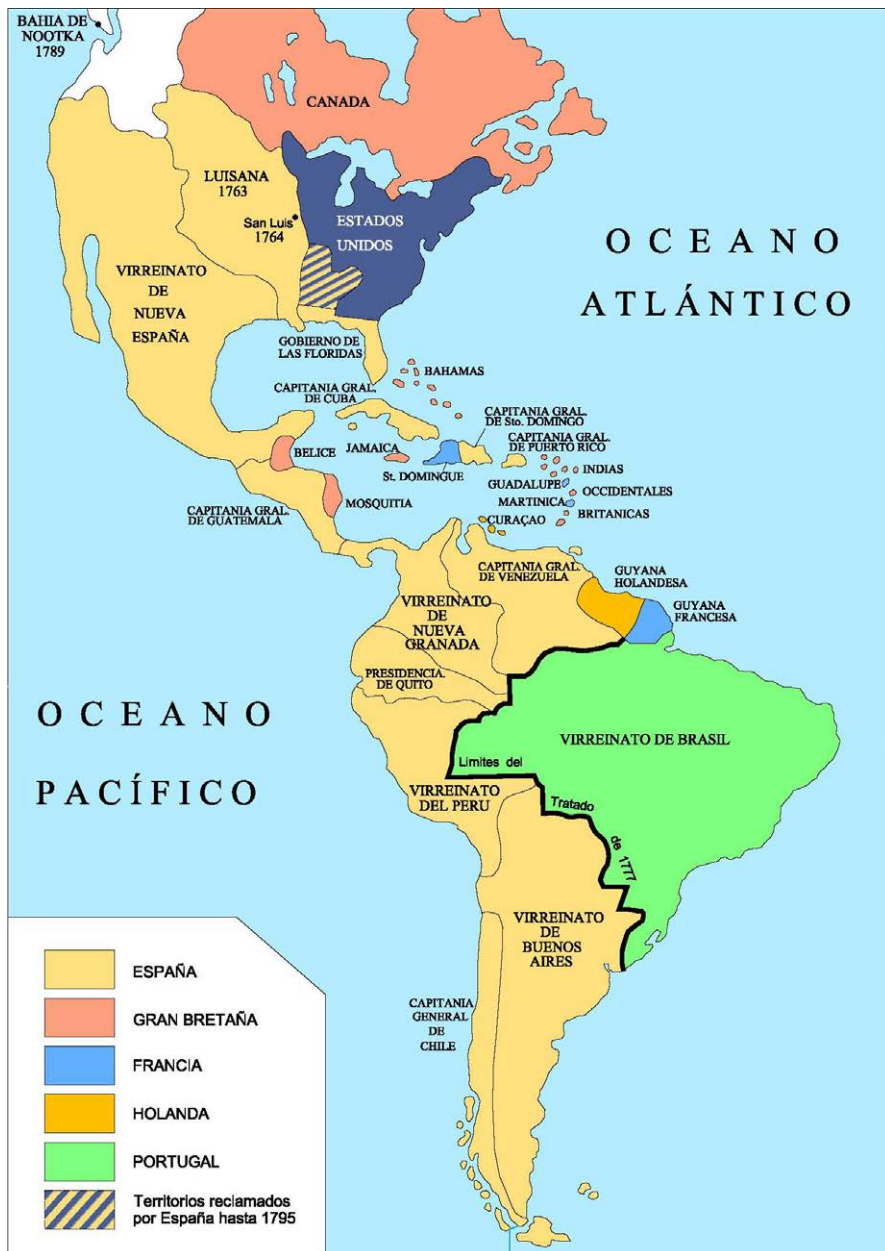 BAHIA DE
NOOTKA
1789
CANADA
LUISANA
1763
San Luis
1764
ESTADOS
UNIDOS
OCEANO
ATLÁNTICO
VIRREINATO
DE
NUEVA
ESPAÑA
GOBIERNO DE
LAS FLORIDAS
BAHAMAS
CAPITANIA GRAL.
DE CUBA
CAPITANIA GRAL.
DE Sto. DOMINGO
CAPITANIA GRAL.
DE PUERTO RICO
BELICE
JAMAICA
St. DOMINGUE
INDIAS
GUADALUPE
OCCIDENTALES
MARTINICA
BRITANICAS
MOSQUITIA
CAPITANIA GRAL.
DE GUATEMALA
CURAÇAO
CAPITANIA GRAL.
DE VENEZUELA
GUYANA
HOLANDESA
GUYANA
FRANCESA
VIRREINATO
DE
NUEVA
GRANADA
PRESIDENCIA.
DE QUITO
OCEANO
PACÍFICO
VIRREINATO DE BRASIL
Limites del
Tratado
de 1777
VIRREINATO
DEL PERU
VIRREINATO
DE
BUENOS
AIRES
CAPITANIA
GENERAL
DE
CHILE
ESPAÑA
GRAN BRETAÑA
FRANCIA
HOLANDA
PORTUGAL
Territorios reclamados
por España hasta 1795